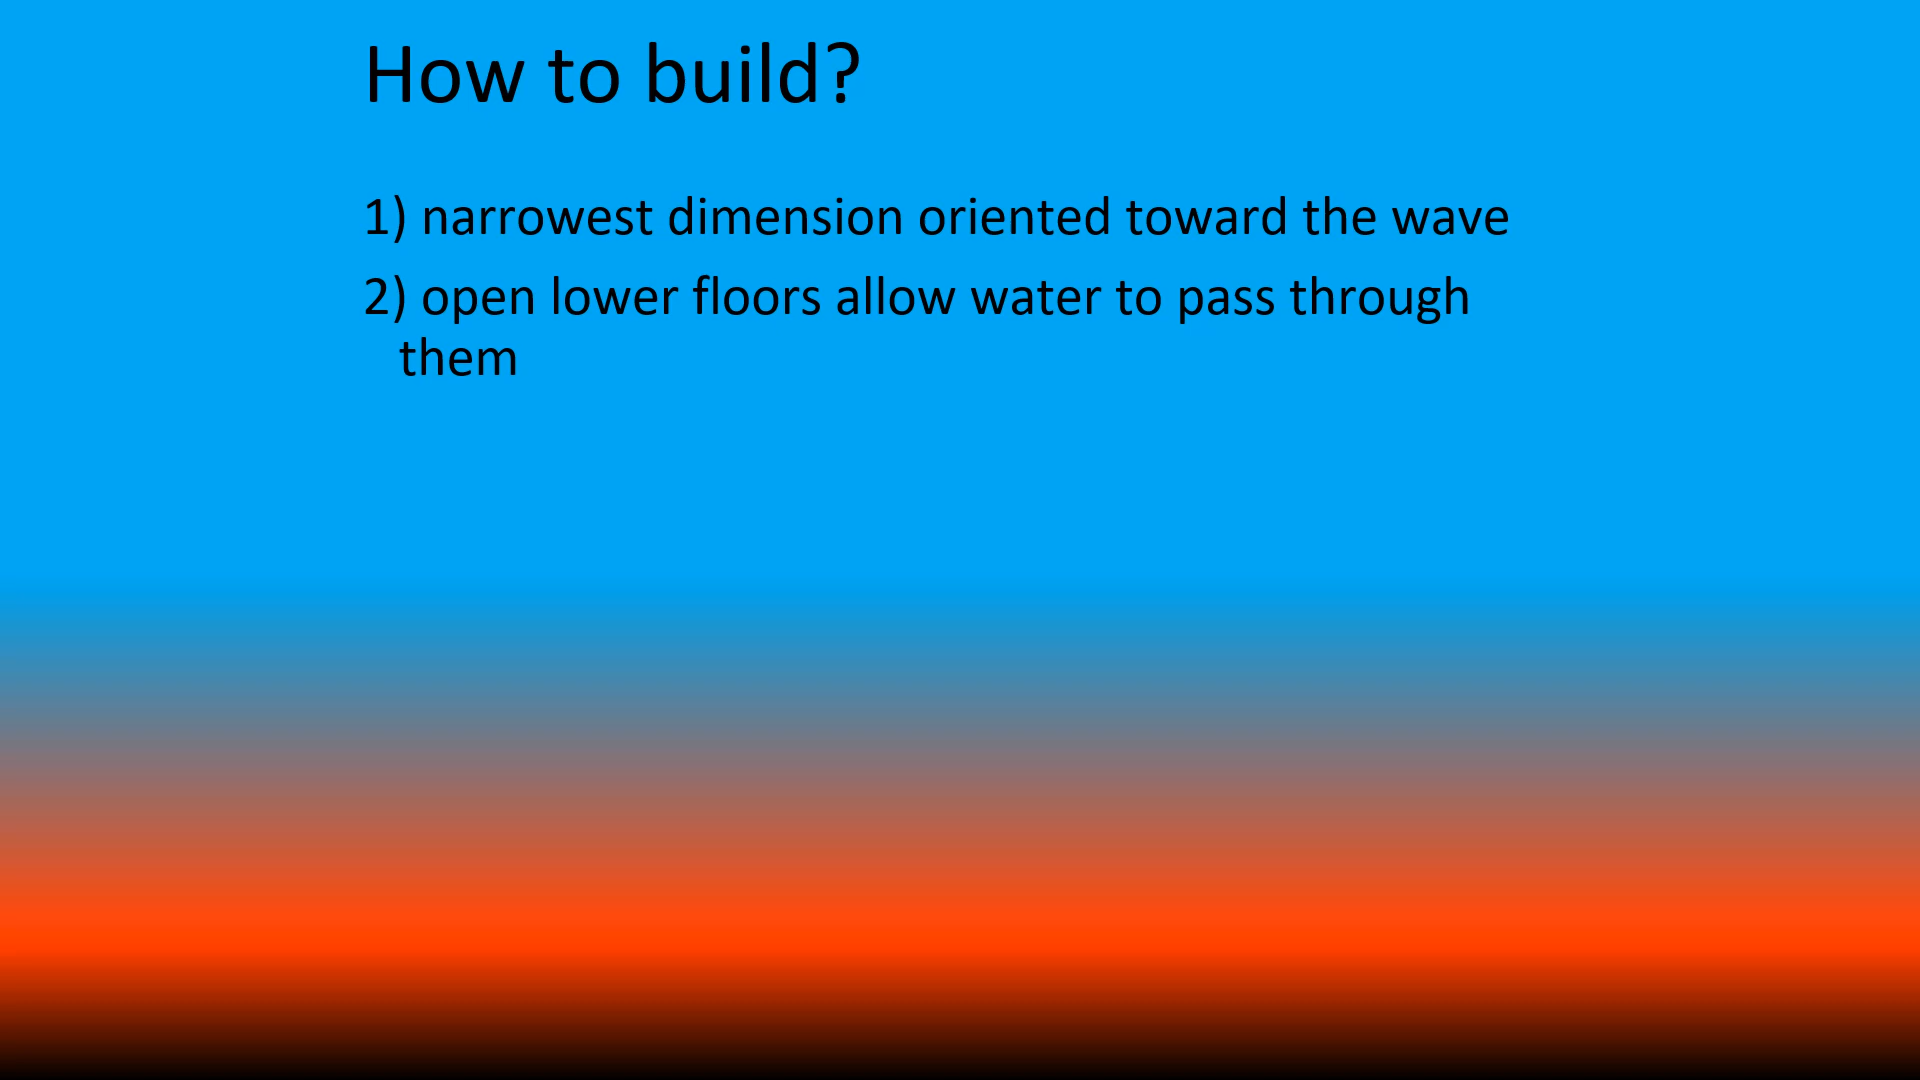 How to build?
1) narrowest dimension oriented toward the wave
2) open lower floors allow water to pass through
them